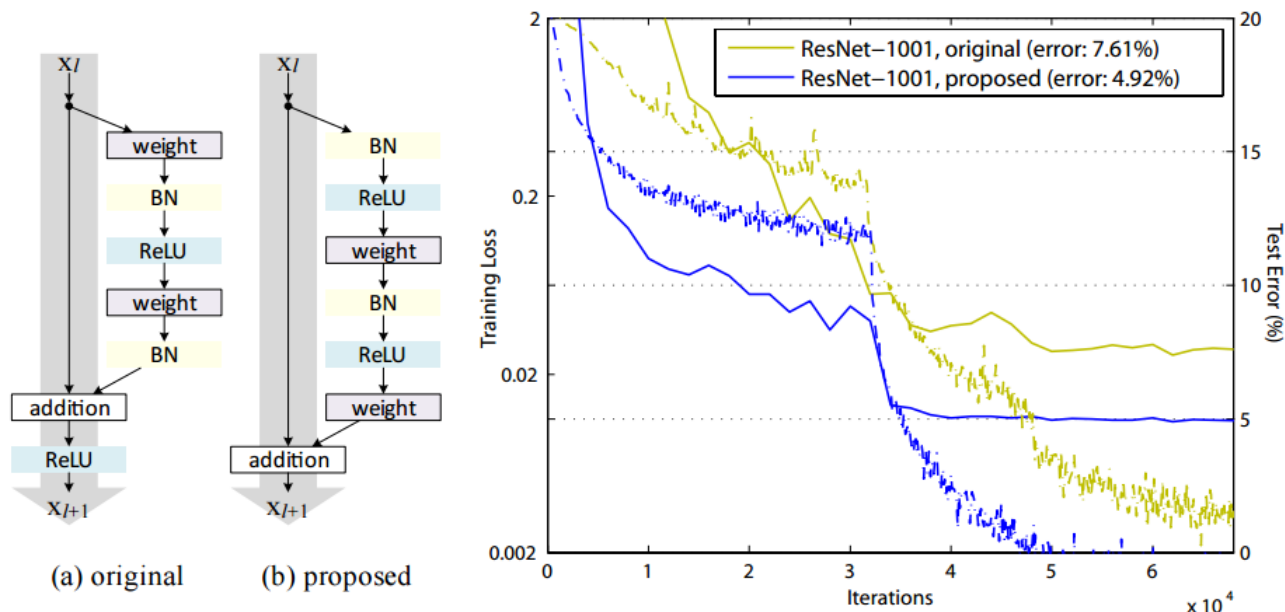 xl
weight
BN
ReLU
weight
BN
addition
ReLU
xl+1
(a) original
xl
BN
ReLU
weight
BN
ReLU
weight
addition
xl+1
(b) proposed
2
0.2
0.02
0.002
Training Loss
ResNet−1001, original (error: 7.61%)
ResNet−1001, proposed (error: 4.92%)
20
15
10
5
0
Test Error (%)
0 1 2 3 4 5 6
Iterations
x 10^4